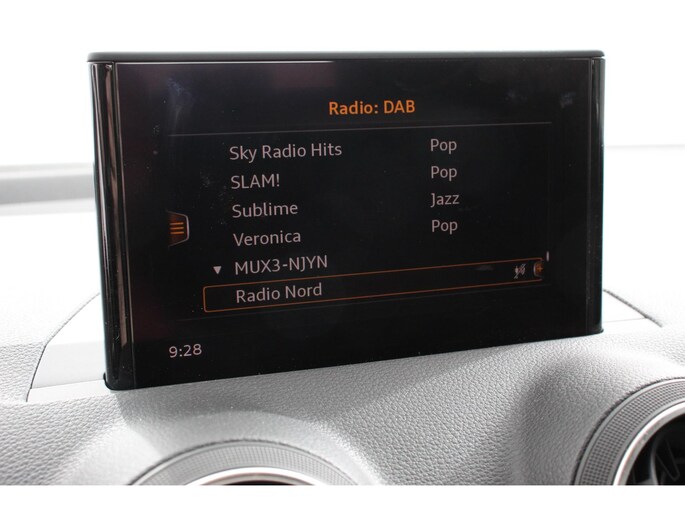 Radio: DAB
Sky Radio Hits Pop
SLAM! Pop
Sublime Jazz
Veronica Pop
MUX3-NJYN
Radio Nord
9:28